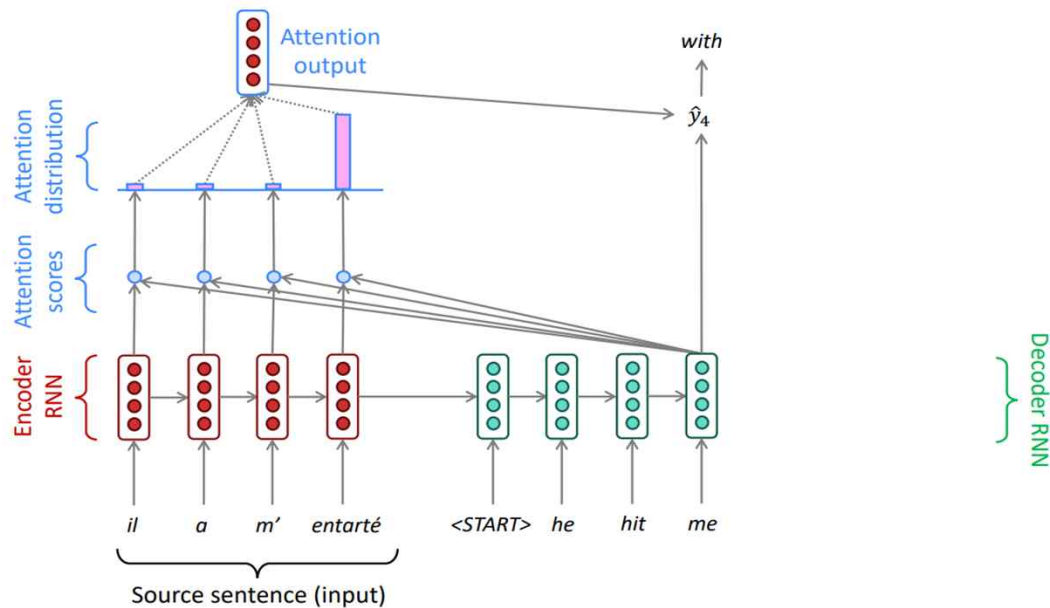 Attention
output
with
ŷ₄
Attention
distribution
Attention
scores
Encoder
RNN
Decoder RNN
il a m’ entarté <START> he hit me
Source sentence (input)